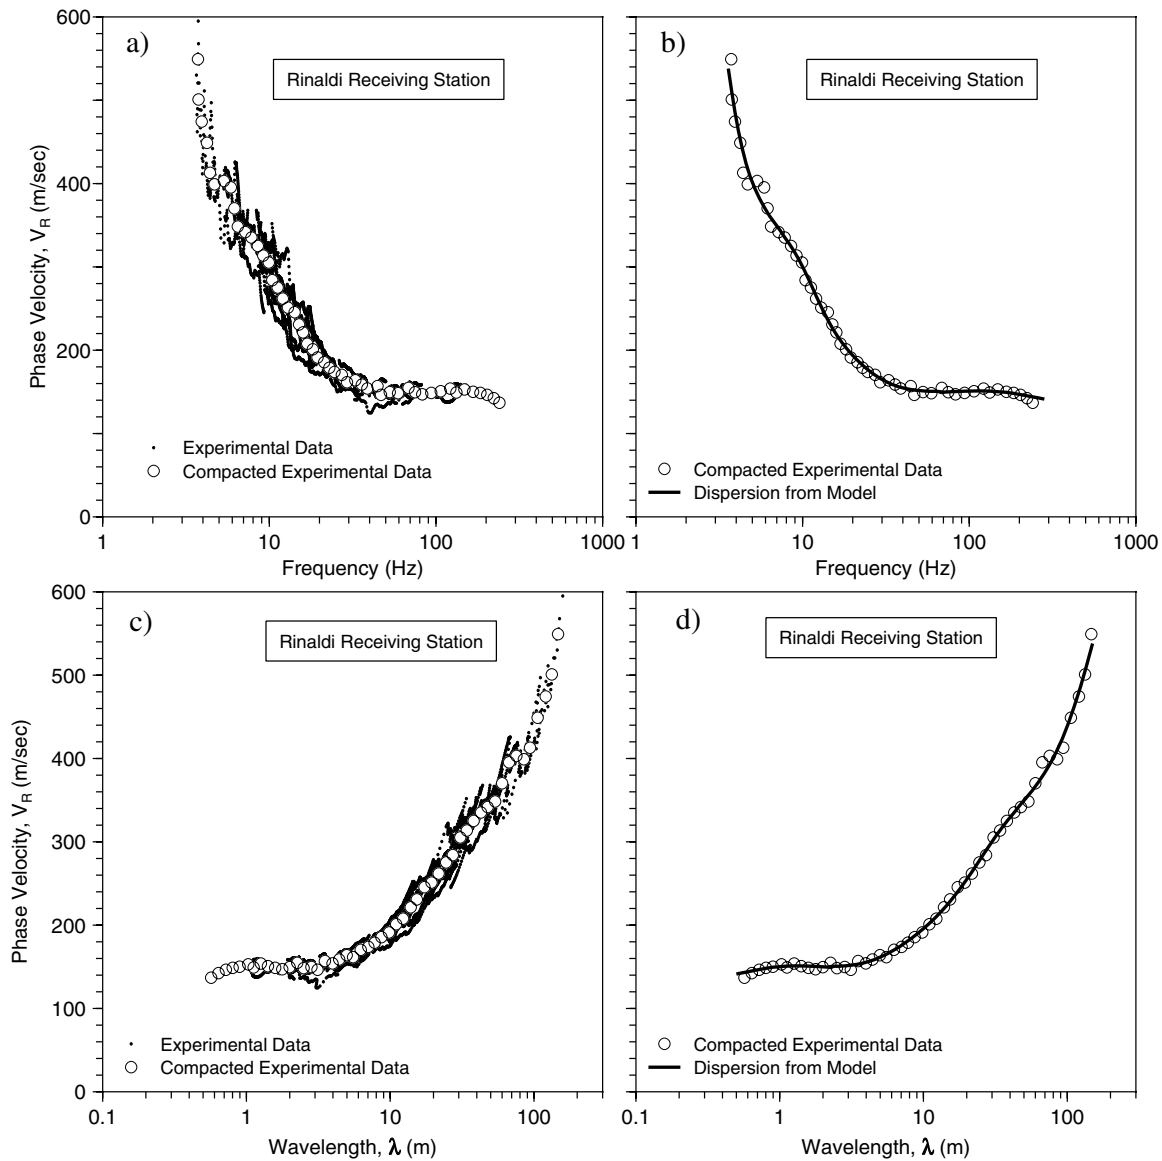 a)
Rinaldi Receiving Station
600
400
200
0
Phase Velocity, VR (m/sec)
Experimental Data
Compacted Experimental Data
1
10
100
1000
Frequency (Hz)
b)
Rinaldi Receiving Station
Compacted Experimental Data
Dispersion from Model
1
10
100
1000
Frequency (Hz)
c)
Rinaldi Receiving Station
600
500
400
300
200
100
0
Phase Velocity, VR (m/sec)
Experimental Data
Compacted Experimental Data
0.1
1
10
100
Wavelength, λ (m)
d)
Rinaldi Receiving Station
Compacted Experimental Data
Dispersion from Model
0.1
1
10
100
Wavelength, λ (m)